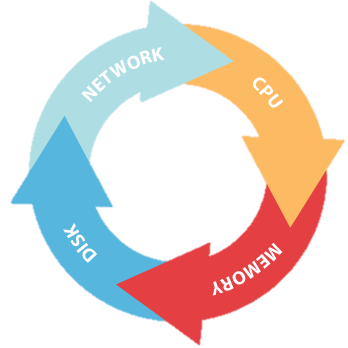 NETWORK
CPU
MEMORY
DISK